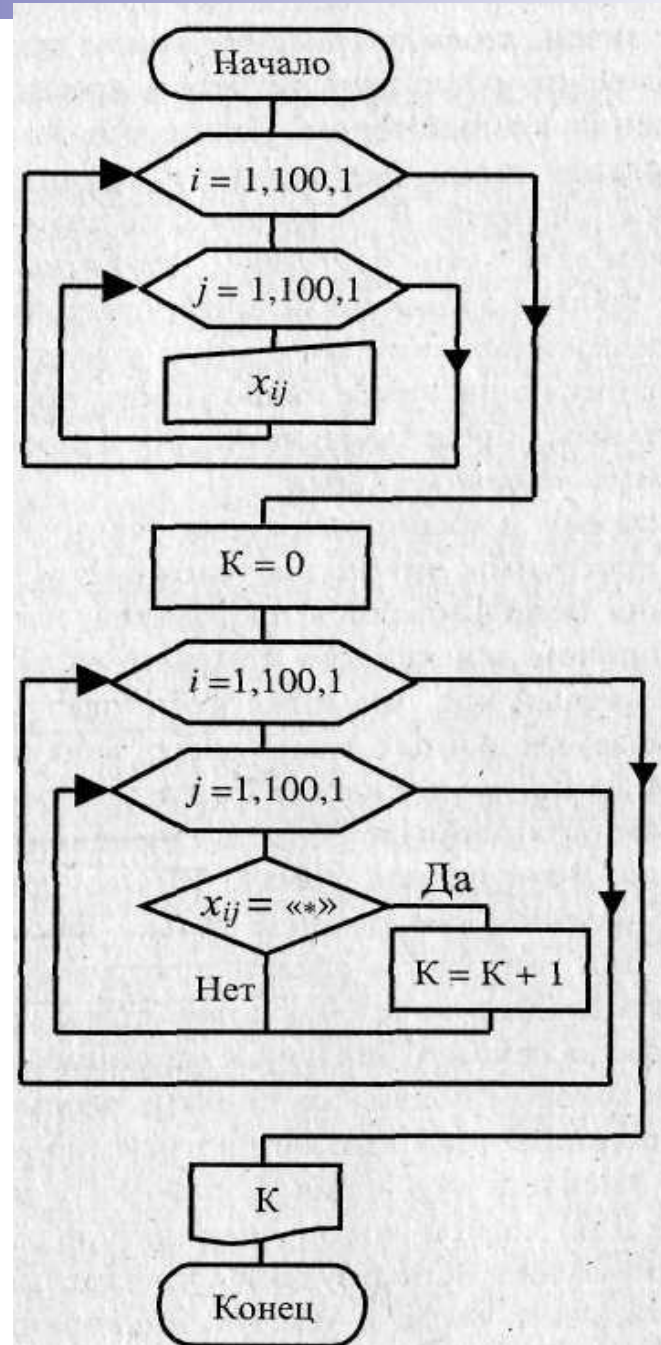 Начало
i = 1,100,1
j = 1,100,1
xij
К = 0
i =1,100,1
j =1,100,1
xij = «*»
Да
Нет
К = К + 1
К
Конец